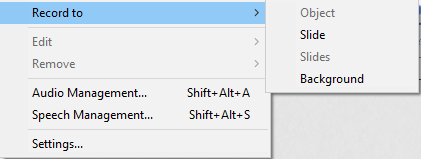 Record to
Object
Slide
Edit
Slides
Remove
Background
Audio Management... Shift+Alt+A
Speech Management... Shift+Alt+S
Settings...